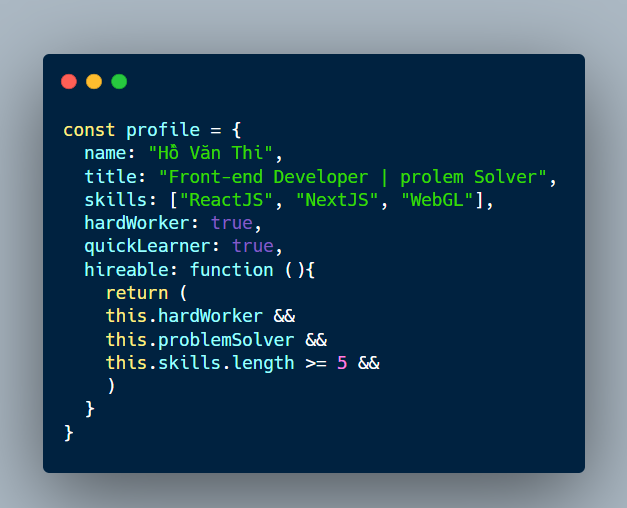 const profile = {
  name: "Hồ Văn Thi",
  title: "Front-end Developer | prolem Solver",
  skills: ["ReactJS", "NextJS", "WebGL"],
  hardWorker: true,
  quickLearner: true,
  hireable: function (){
    return (
    this.hardWorker &&
    this.problemSolver &&
    this.skills.length >= 5 &&
    )
  }
}